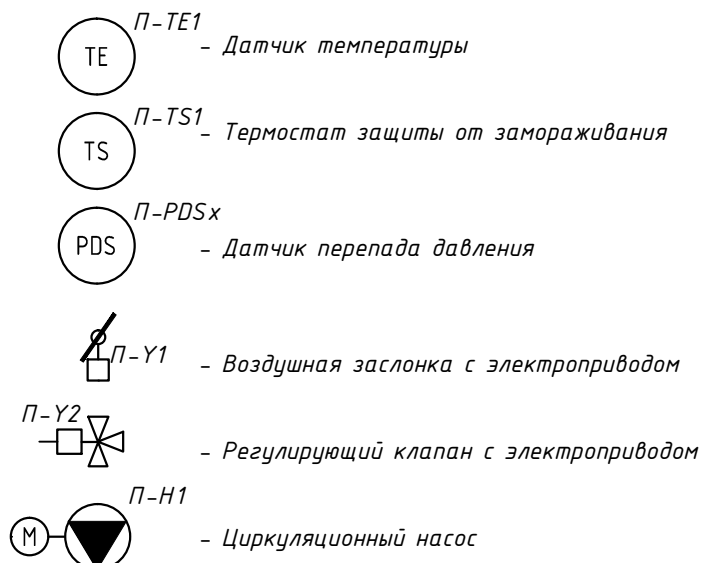 П-TE1
TE - Датчик температуры
П-TS1
TS - Термостат защиты от замораживания
П-PDSx
PDS - Датчик перепада давления
П-Y1 - Воздушная заслонка с электроприводом
П-Y2
- Регулирующий клапан с электроприводом
П-Н1
M - Циркуляционный насос